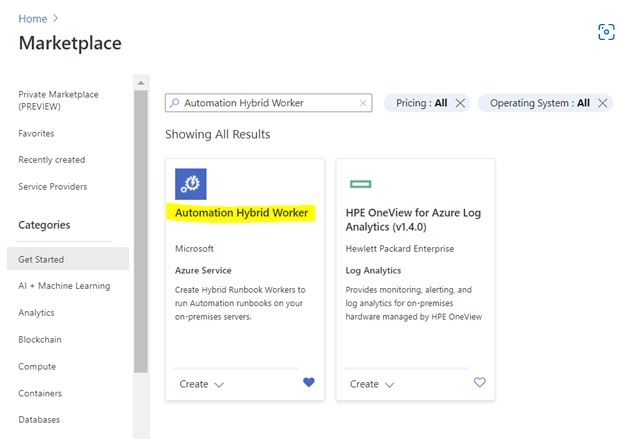 Home >
Marketplace
Private Marketplace
(PREVIEW)
Favorites
Recently created
Service Providers
Categories
Get Started
AI + Machine Learning
Analytics
Blockchain
Compute
Containers
Databases
Automation Hybrid Worker
Pricing : All
Operating System : All
Showing All Results
Automation Hybrid Worker
Microsoft
Azure Service
Create Hybrid Runbook Workers to
run Automation runbooks on your
on-premises servers.
Create
HPE OneView for Azure Log
Analytics (v1.4.0)
Hewlett Packard Enterprise
Log Analytics
Provides monitoring, alerting, and
log analytics for on-premises
hardware managed by HPE OneView
Create